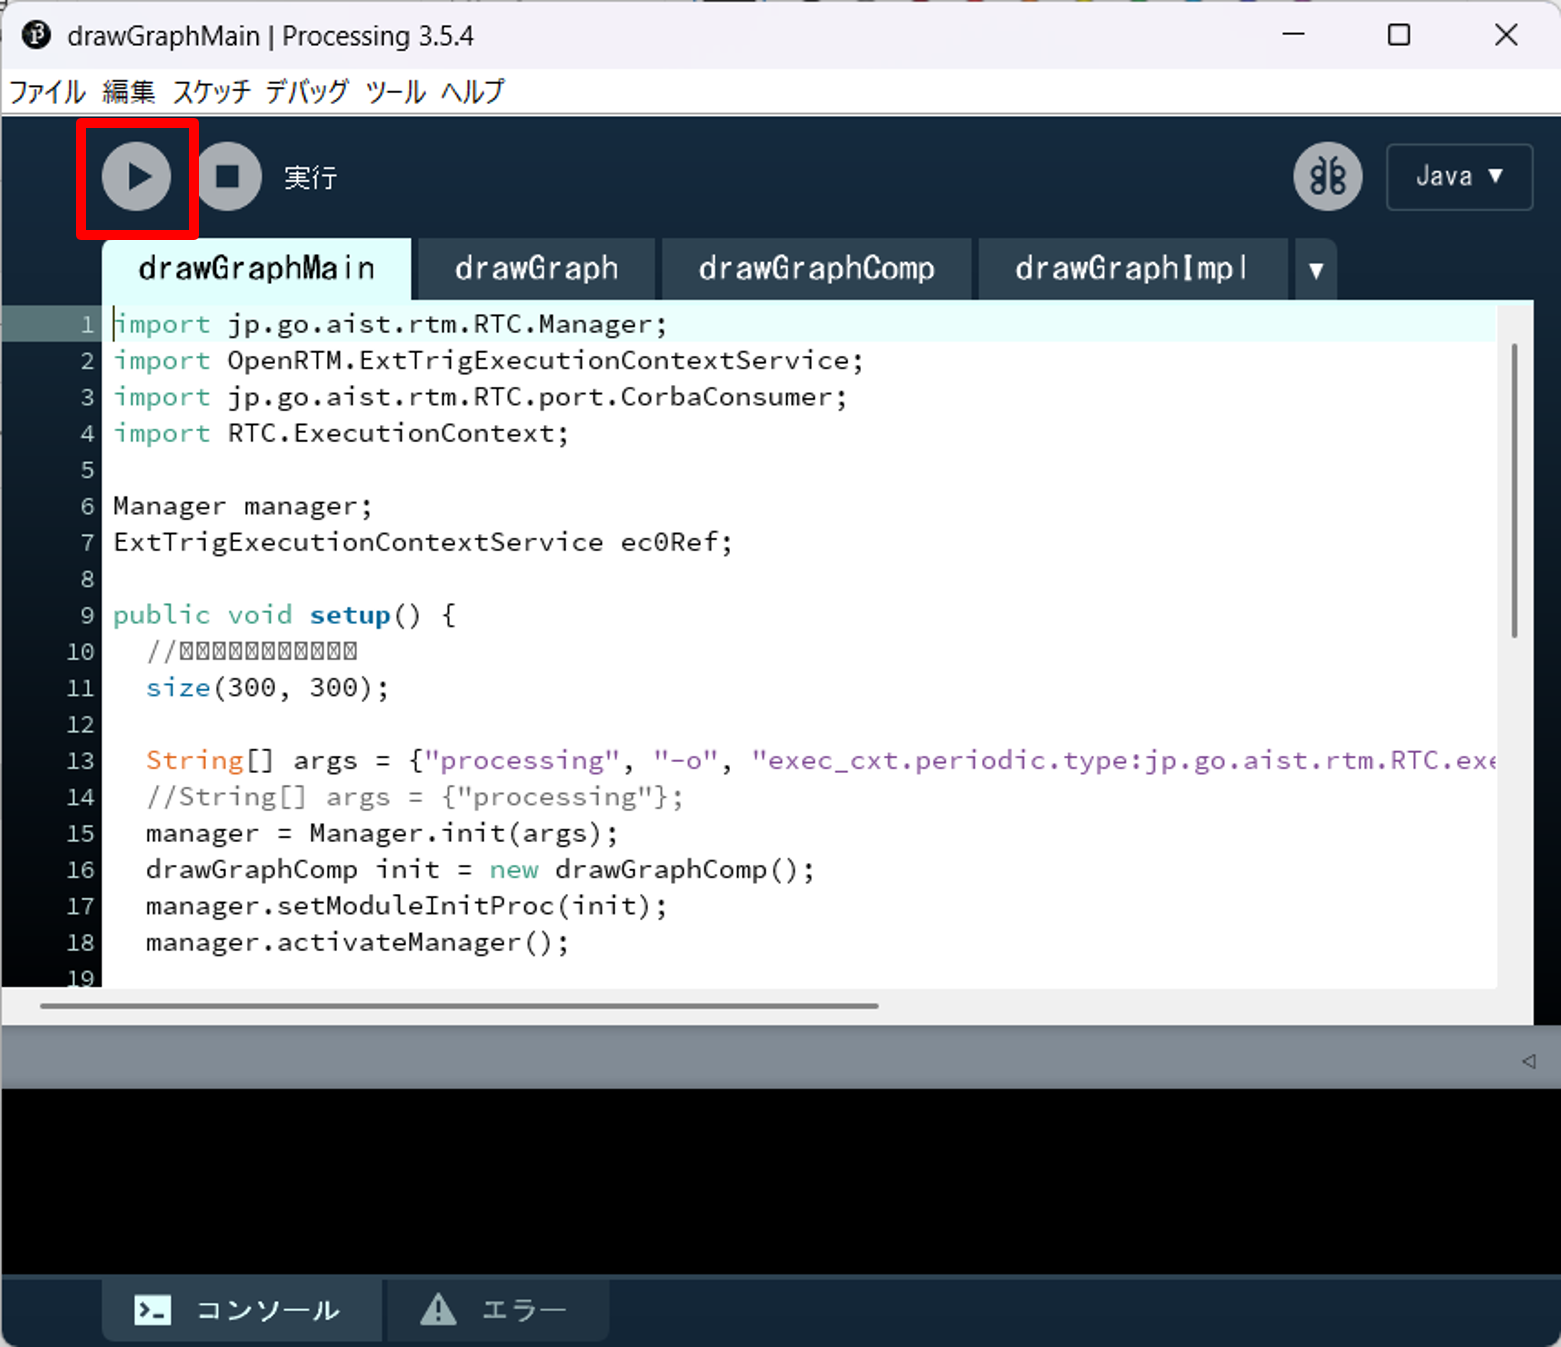 drawGraphMain | Processing 3.5.4
ファイル 編集 スケッチ デバッグ ツール ヘルプ
実行
Java ▼
drawGraphMain drawGraph drawGraphComp drawGraphImpl ▼
1 import jp.go.aist.rtm.RTC.Manager;
2 import OpenRTM.ExtTrigExecutionContextService;
3 import jp.go.aist.rtm.RTC.port.CorbaConsumer;
4 import RTC.ExecutionContext;
5
6 Manager manager;
7 ExtTrigExecutionContextService ec0Ref;
8
9 public void setup() {
10 //
11 size(300, 300);
12
13 String[] args = {"processing", "-o", "exec_cxt.periodic.type:jp.go.aist.rtm.RTC.exe
14 //String[] args = {"processing"};
15 manager = Manager.init(args);
16 drawGraphComp init = new drawGraphComp();
17 manager.setModuleInitProc(init);
18 manager.activateManager();
19
コンソール エラー